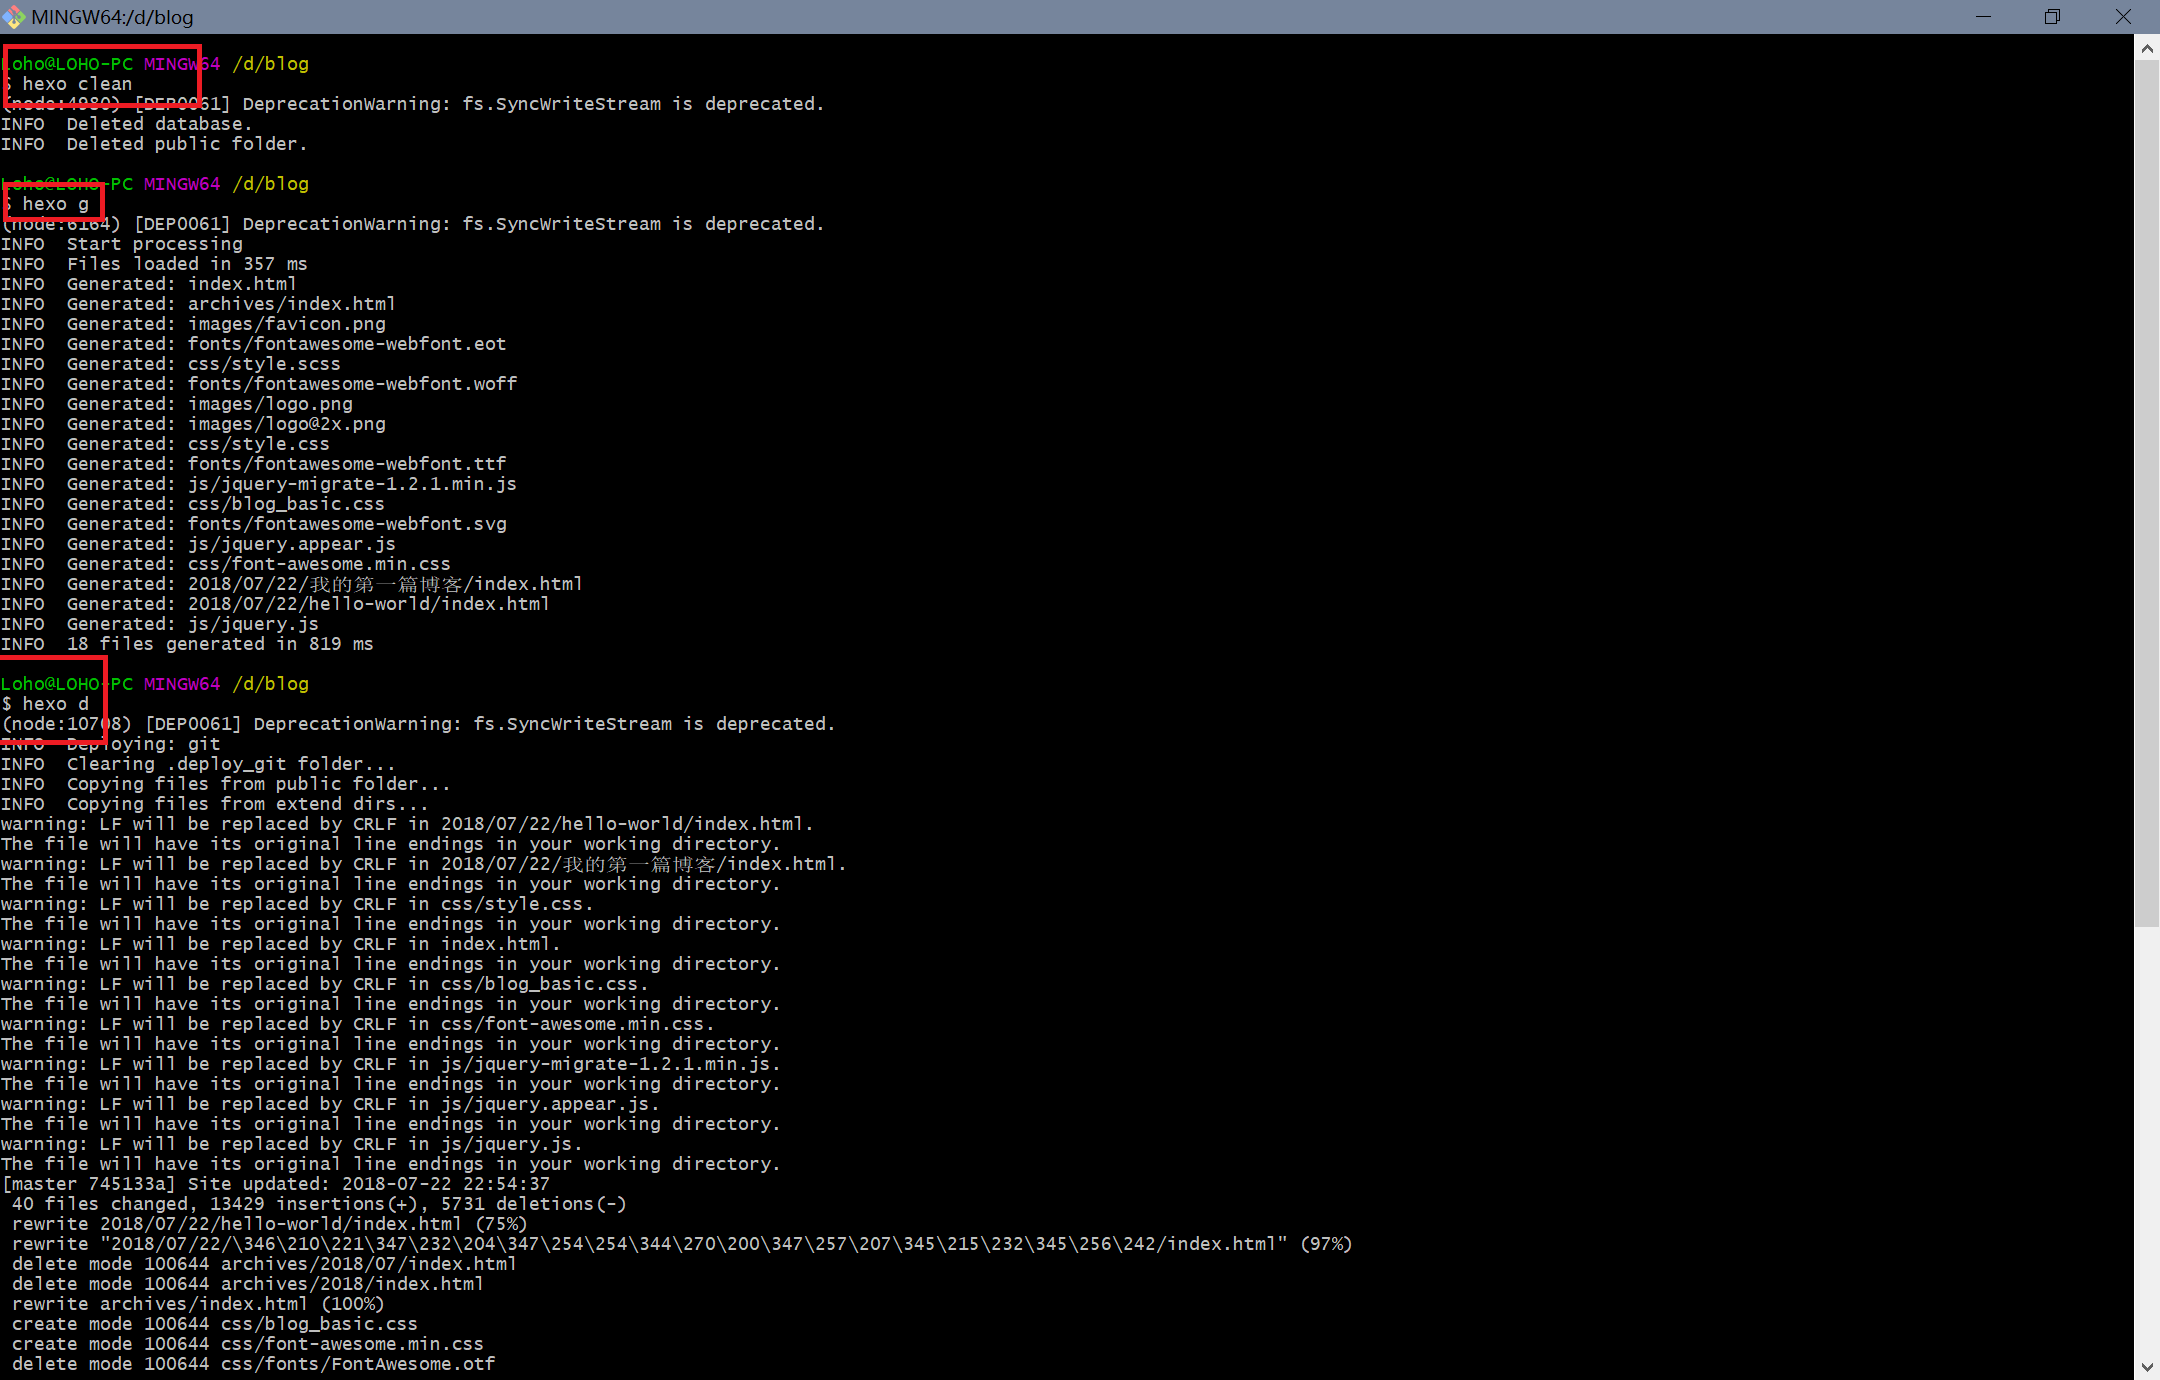 MINGW64:/d/blog
Loho@LOHO-PC MINGW64 /d/blog
$ hexo clean
(node:4980) [DEP0061] DeprecationWarning: fs.SyncWriteStream is deprecated.
INFO  Deleted database.
INFO  Deleted public folder.
Loho@LOHO-PC MINGW64 /d/blog
$ hexo g
(node:6164) [DEP0061] DeprecationWarning: fs.SyncWriteStream is deprecated.
INFO  Start processing
INFO  Files loaded in 357 ms
INFO  Generated: index.html
INFO  Generated: archives/index.html
INFO  Generated: images/favicon.png
INFO  Generated: fonts/fontawesome-webfont.eot
INFO  Generated: css/style.scss
INFO  Generated: fonts/fontawesome-webfont.woff
INFO  Generated: images/logo.png
INFO  Generated: images/logo@2x.png
INFO  Generated: css/style.css
INFO  Generated: fonts/fontawesome-webfont.ttf
INFO  Generated: js/jquery-migrate-1.2.1.min.js
INFO  Generated: css/blog_basic.css
INFO  Generated: fonts/fontawesome-webfont.svg
INFO  Generated: js/jquery.appear.js
INFO  Generated: css/font-awesome.min.css
INFO  Generated: 2018/07/22/我的第一篇博客/index.html
INFO  Generated: 2018/07/22/hello-world/index.html
INFO  Generated: js/jquery.js
INFO  18 files generated in 819 ms
Loho@LOHO-PC MINGW64 /d/blog
$ hexo d
(node:10708) [DEP0061] DeprecationWarning: fs.SyncWriteStream is deprecated.
INFO  Deploying: git
INFO  Clearing .deploy_git folder...
INFO  Copying files from public folder...
INFO  Copying files from extend dirs...
warning: LF will be replaced by CRLF in 2018/07/22/hello-world/index.html.
The file will have its original line endings in your working directory.
warning: LF will be replaced by CRLF in 2018/07/22/我的第一篇博客/index.html.
The file will have its original line endings in your working directory.
warning: LF will be replaced by CRLF in css/style.css.
The file will have its original line endings in your working directory.
warning: LF will be replaced by CRLF in index.html.
The file will have its original line endings in your working directory.
warning: LF will be replaced by CRLF in css/blog_basic.css.
The file will have its original line endings in your working directory.
warning: LF will be replaced by CRLF in css/font-awesome.min.css.
The file will have its original line endings in your working directory.
warning: LF will be replaced by CRLF in js/jquery-migrate-1.2.1.min.js.
The file will have its original line endings in your working directory.
warning: LF will be replaced by CRLF in js/jquery.appear.js.
The file will have its original line endings in your working directory.
warning: LF will be replaced by CRLF in js/jquery.js.
The file will have its original line endings in your working directory.
[master 745133a] Site updated: 2018-07-22 22:54:37
 40 files changed, 13429 insertions(+), 5731 deletions(-)
 rewrite 2018/07/22/hello-world/index.html (75%)
 rewrite "2018/07/22/\346\210\221\347\232\204\347\254\254\344\270\200\347\257\207\345\215\232\345\256\242/index.html" (97%)
 delete mode 100644 archives/2018/07/index.html
 delete mode 100644 archives/2018/index.html
 rewrite archives/index.html (100%)
 create mode 100644 css/blog_basic.css
 create mode 100644 css/font-awesome.min.css
 delete mode 100644 css/fonts/FontAwesome.otf